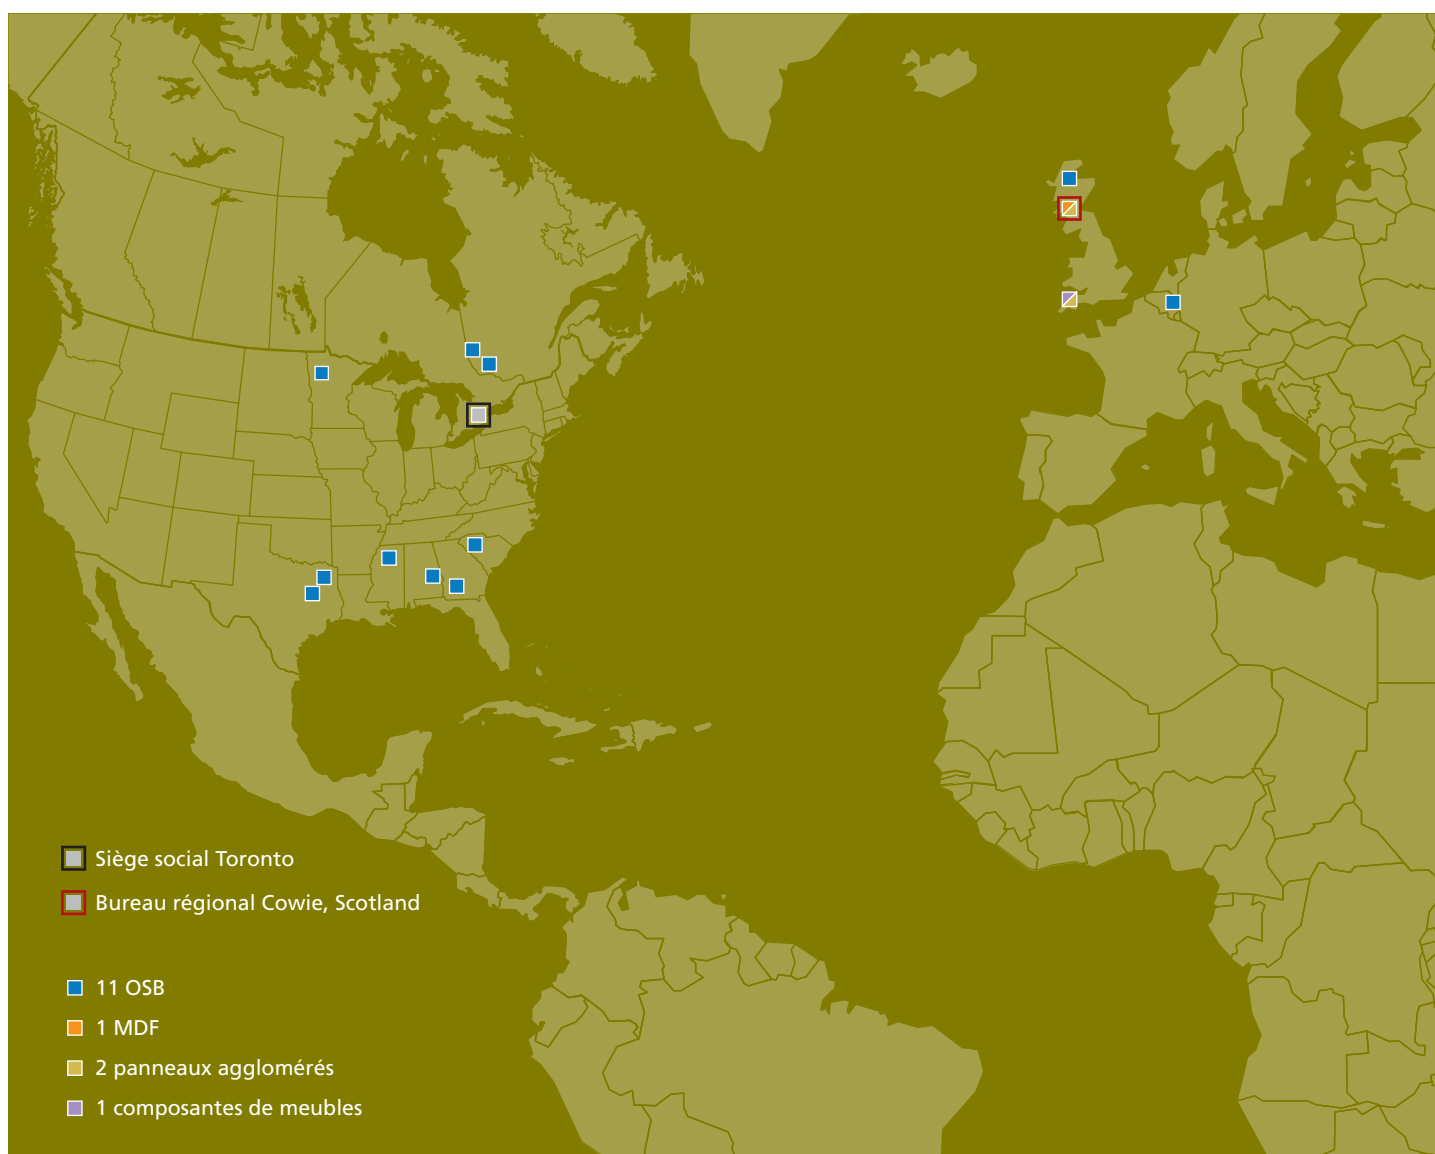 Siège social Toronto
Bureau régional Cowie, Scotland
11 OSB
1 MDF
2 panneaux agglomérés
1 composantes de meubles